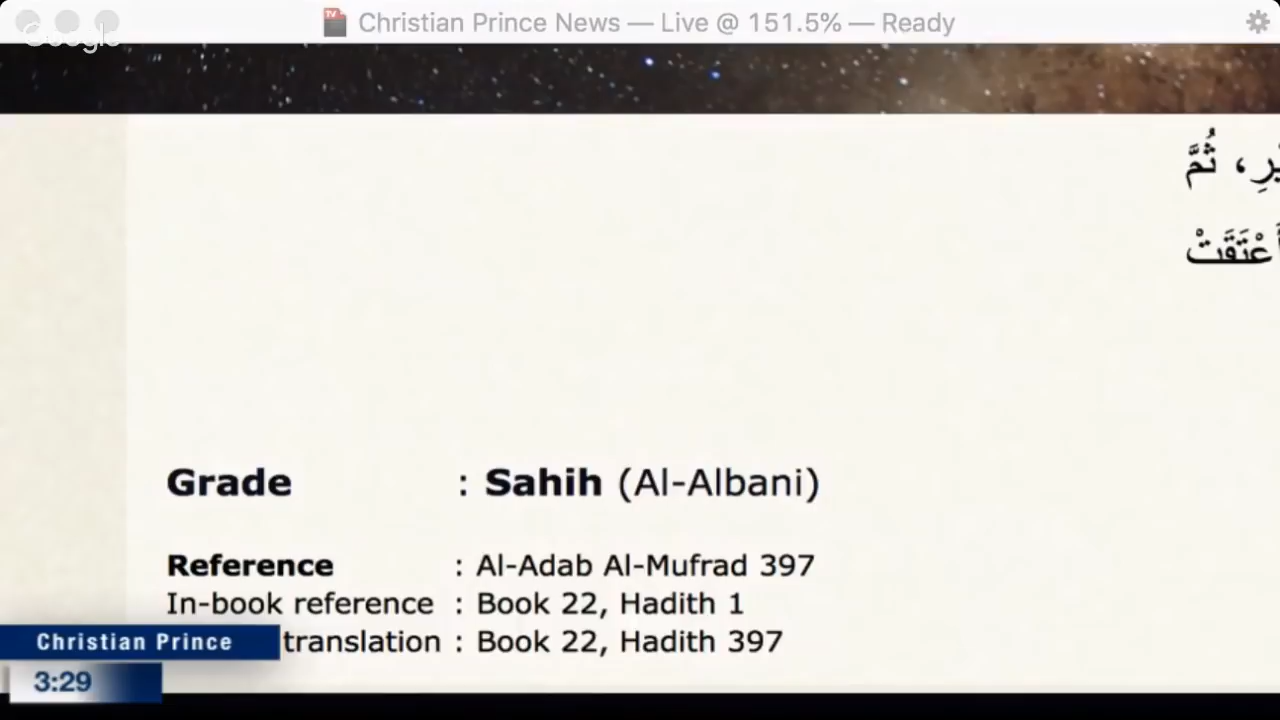 Christian Prince News — Live @ 151.5% — Ready
Google
ثُمَّ
أَعْتَقَتْ
Grade : Sahih (Al-Albani)
Reference : Al-Adab Al-Mufrad 397
In-book reference : Book 22, Hadith 1
translation : Book 22, Hadith 397
Christian Prince
3:29